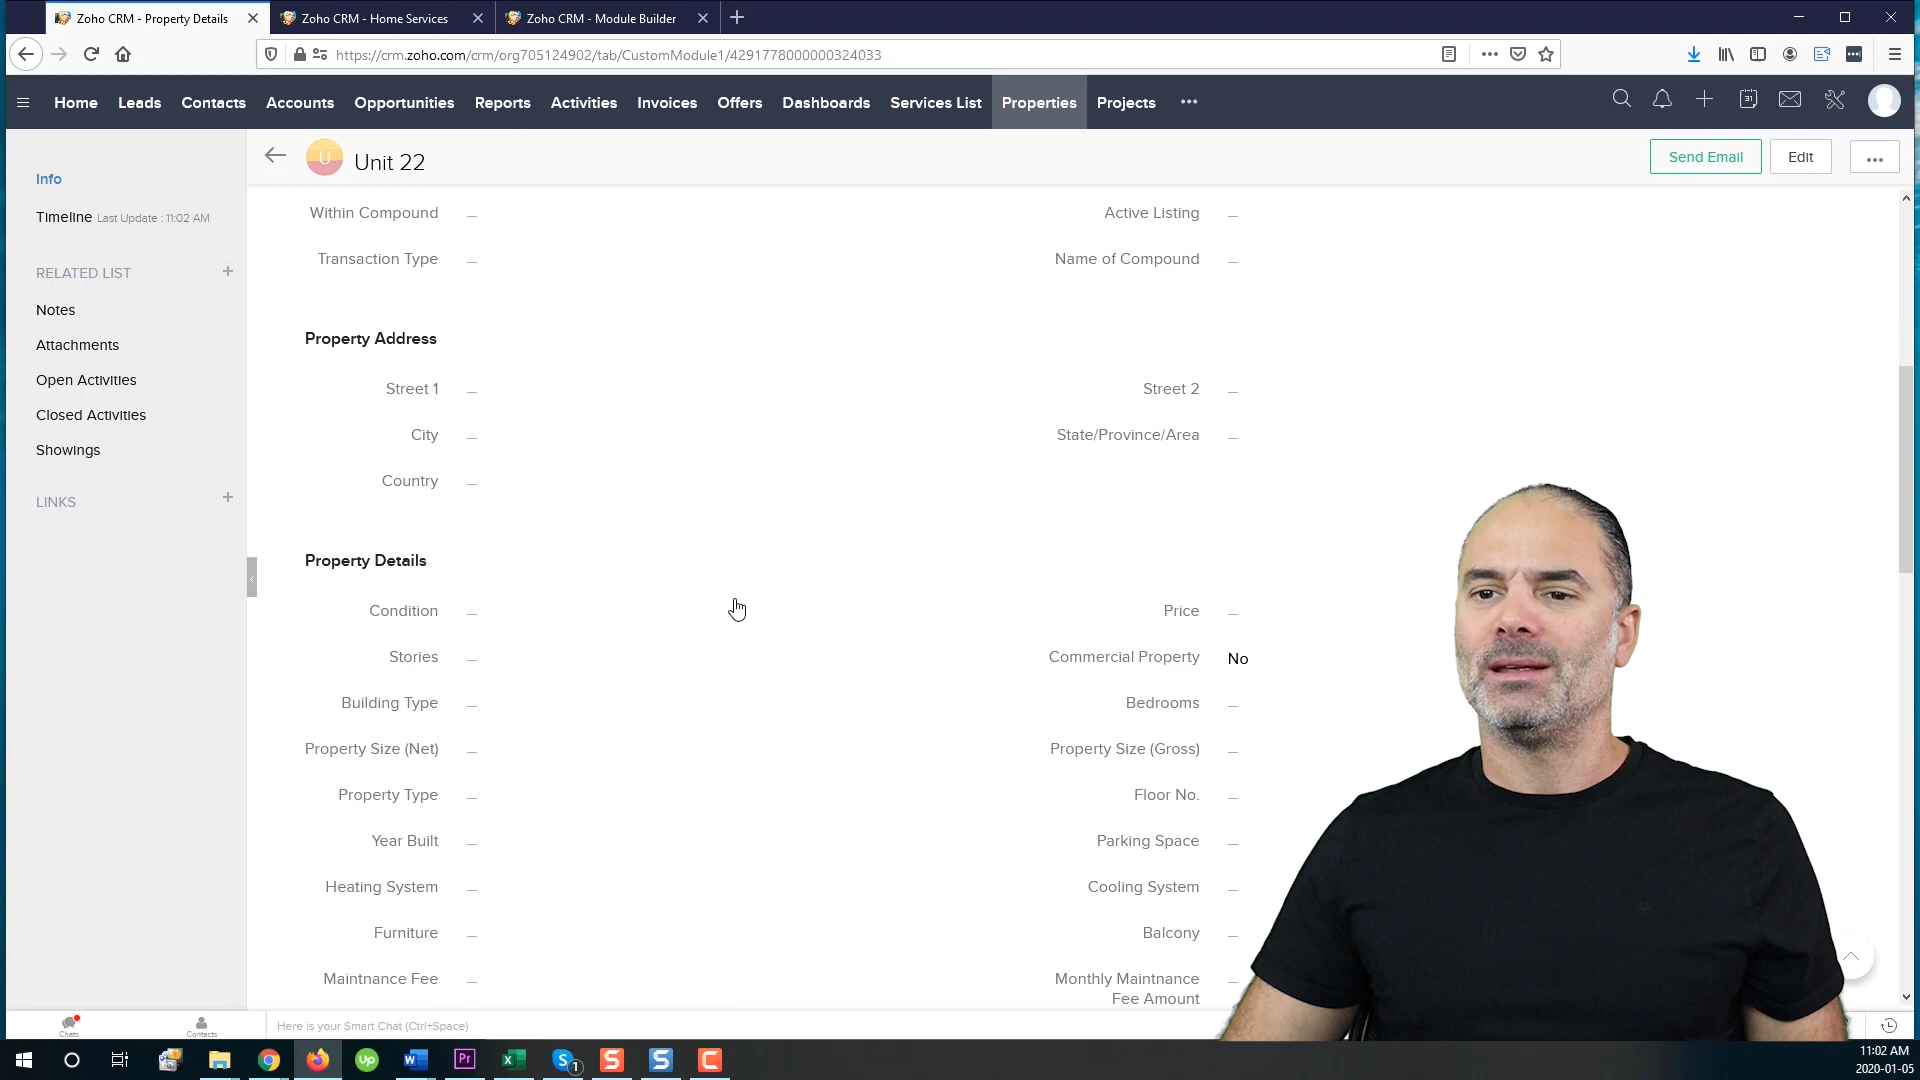 Zoho CRM - Property Details
Zoho CRM - Home Services
Zoho CRM - Module Builder
https://crm.zoho.com/crm/org705124902/tab/CustomModule1/4291778000000324033
Home Leads Contacts Accounts Opportunities Reports Activities Invoices Offers Dashboards Services List Properties Projects
31
U Unit 22
Send Email Edit
Info
Timeline Last Update : 11:02 AM
RELATED LIST
Notes
Attachments
Open Activities
Closed Activities
Showings
LINKS
Within Compound — Active Listing —
Transaction Type — Name of Compound —
Property Address
Street 1 — Street 2 —
City — State/Province/Area —
Country —
Property Details
Condition — Price —
Stories — Commercial Property No
Building Type — Bedrooms —
Property Size (Net) — Property Size (Gross) —
Property Type — Floor No. —
Year Built — Parking Space —
Heating System — Cooling System —
Furniture — Balcony —
Maintnance Fee — Monthly Maintnance —
Fee Amount
Chats Contacts
Here is your Smart Chat (Ctrl+Space)
Up W Pr X S 1 S S C
11:02 AM
2020-01-05